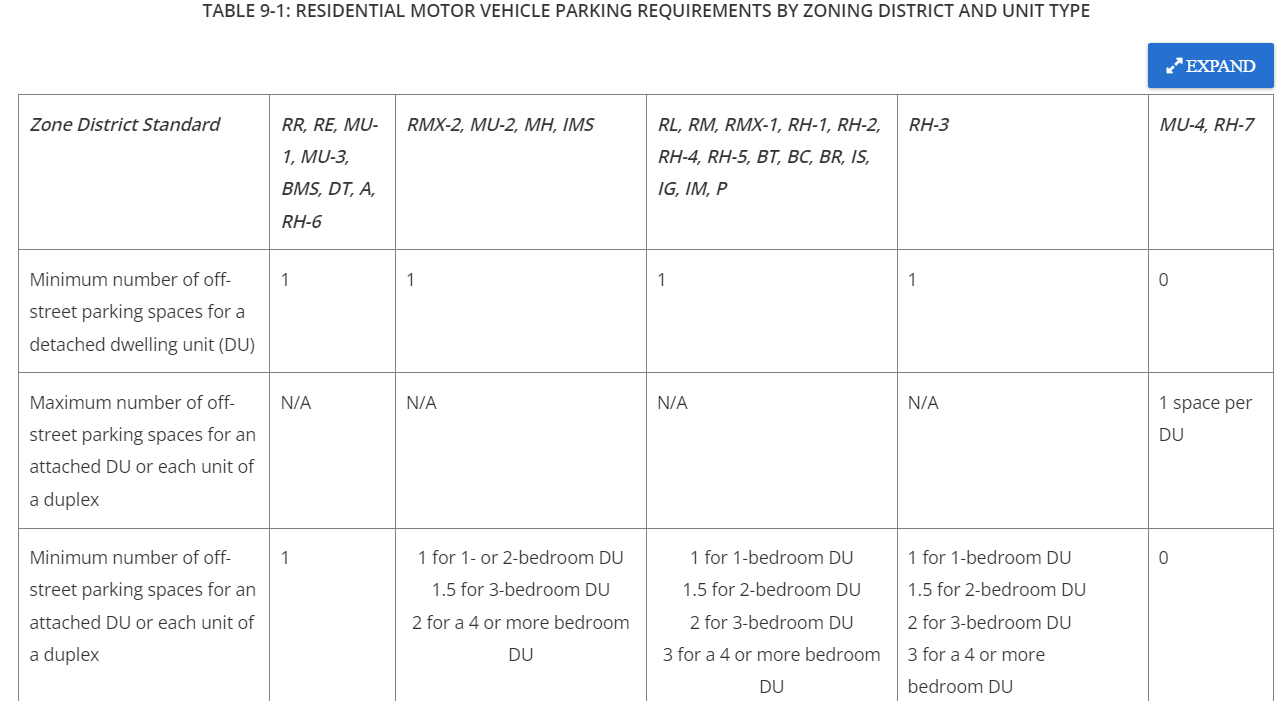 TABLE 9-1: RESIDENTIAL MOTOR VEHICLE PARKING REQUIREMENTS BY ZONING DISTRICT AND UNIT TYPE
EXPAND
Zone District Standard
RR, RE, MU-
1, MU-3,
BMS, DT, A,
RH-6
RMX-2, MU-2, MH, IMS
RL, RM, RMX-1, RH-1, RH-2,
RH-4, RH-5, BT, BC, BR, IS,
IG, IM, P
RH-3
MU-4, RH-7
Minimum number of off-
street parking spaces for a
detached dwelling unit (DU)
1
1
1
1
0
Maximum number of off-
street parking spaces for an
attached DU or each unit of
a duplex
N/A
N/A
N/A
N/A
1 space per
DU
Minimum number of off-
street parking spaces for an
attached DU or each unit of
a duplex
1
1 for 1- or 2-bedroom DU
1.5 for 3-bedroom DU
2 for a 4 or more bedroom
DU
1 for 1-bedroom DU
1.5 for 2-bedroom DU
2 for 3-bedroom DU
3 for a 4 or more bedroom
DU
1 for 1-bedroom DU
1.5 for 2-bedroom DU
2 for 3-bedroom DU
3 for a 4 or more
bedroom DU
0